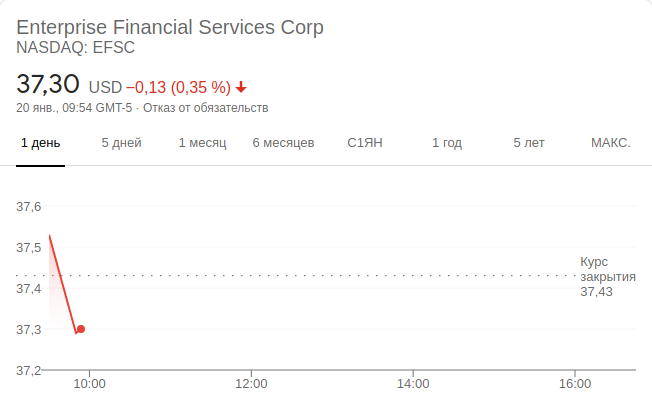 Enterprise Financial Services Corp
NASDAQ: EFSC
37,30 USD −0,13 (0,35 %)
20 янв., 09:54 GMT-5 · Отказ от обязательств
1 день 5 дней 1 месяц 6 месяцев С1ЯН 1 год 5 лет МАКС.
37,6
37,5
Курс
закрытия
37,43
37,4
37,3
37,2
10:00 12:00 14:00 16:00